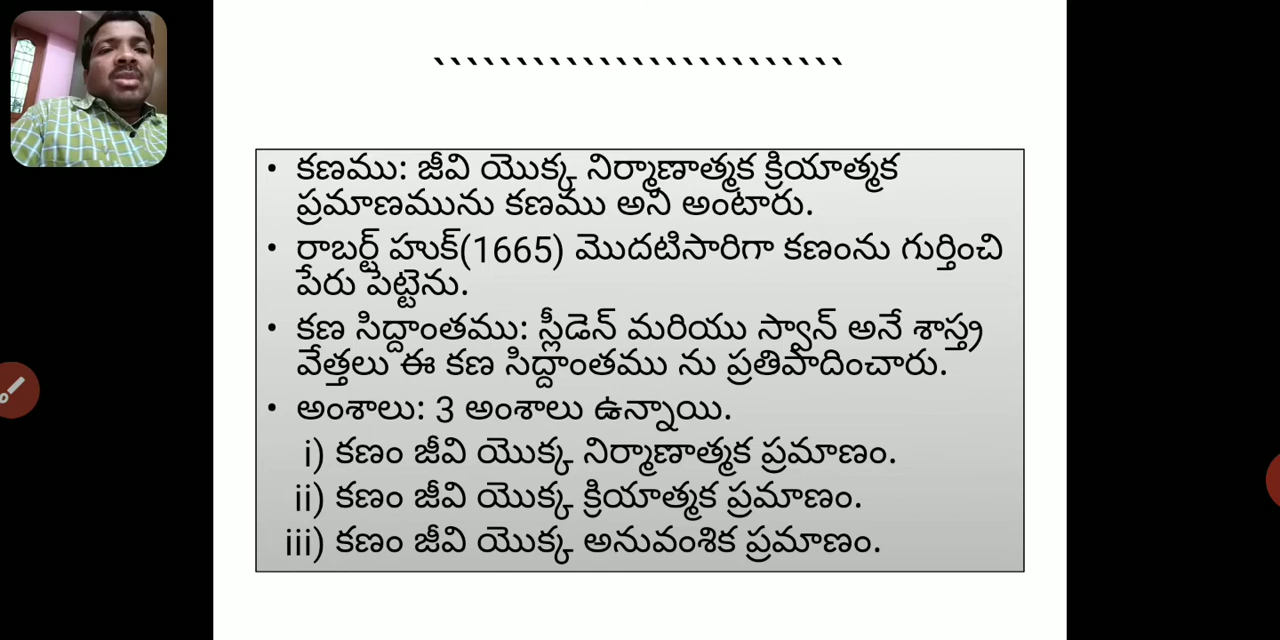 ``````````````````````````
• కణము: జీవి యొక్క నిర్మాణాత్మక క్రియాత్మక
ప్రమాణమును కణము అని అంటారు.
• రాబర్ట్ హుక్(1665) మొదటిసారిగా కణంను గుర్తించి
పేరు పెట్టెను.
• కణ సిద్దాంతము: స్లీడెన్ మరియు స్వాన్ అనే శాస్త్ర
వేత్తలు ఈ కణ సిద్దాంతము ను ప్రతిపాదించారు.
• అంశాలు: 3 అంశాలు ఉన్నాయి.
i) కణం జీవి యొక్క నిర్మాణాత్మక ప్రమాణం.
ii) కణం జీవి యొక్క క్రియాత్మక ప్రమాణం.
iii) కణం జీవి యొక్క అనువంశిక ప్రమాణం.